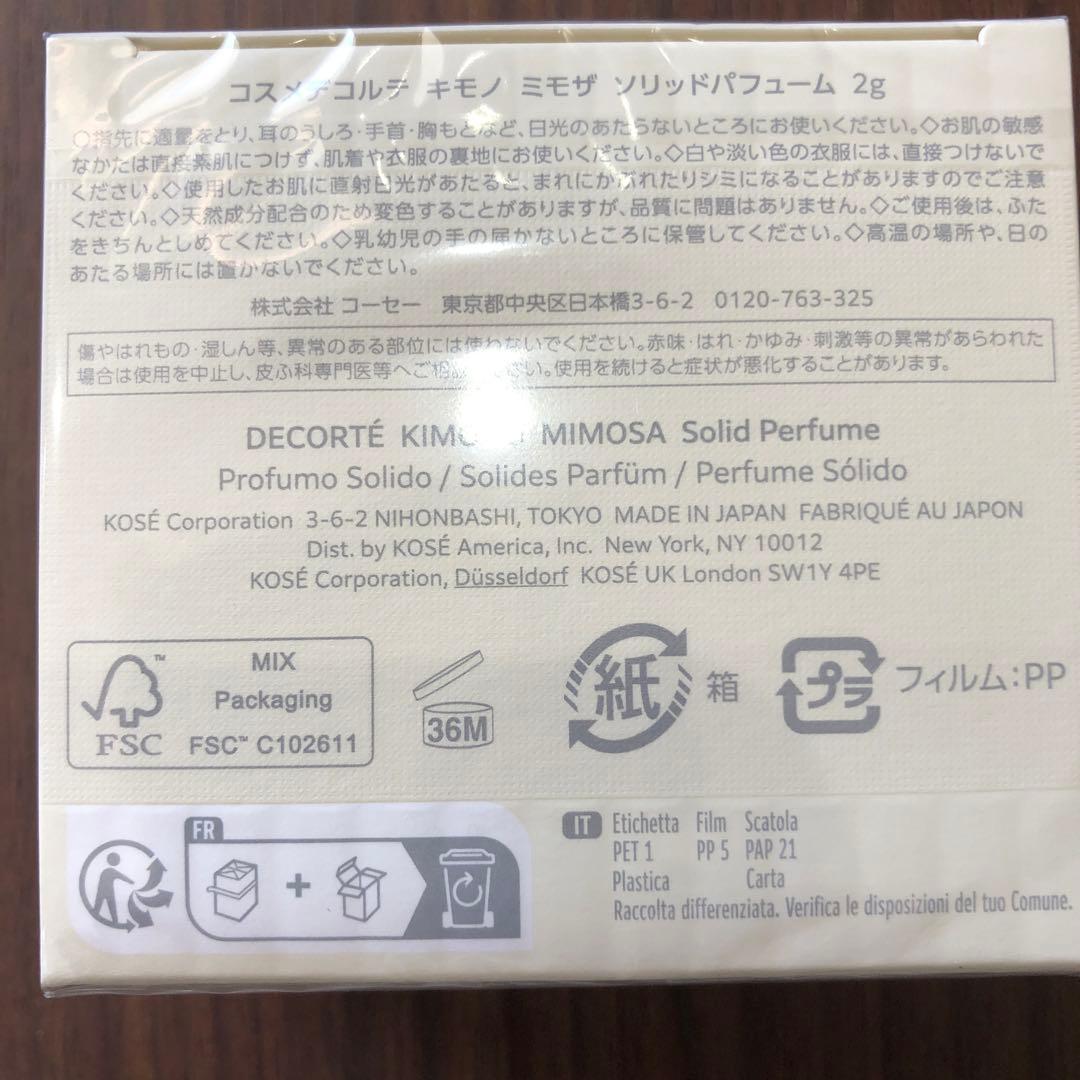 コスメデコルテ キモノ ミモザ ソリッドパフューム 2g
◇指先に適量をとり、耳のうしろ・手首・胸もとなど、日光のあたらないところにお使いください。◇お肌の敏感
なかたは直接素肌につけず、肌着や衣服の裏地にお使いください。◇白や淡い色の衣服には、直接つけないで
ください。◇使用したお肌に直射日光があたると、まれにかぶれたりシミになることがありますのでご注意
ください。◇天然成分配合のため変色することがありますが、品質に問題はありません。◇ご使用後は、ふた
をきちんとしめてください。◇乳幼児の手の届かないところに保管してください。◇高温の場所や、日の
あたる場所には置かないでください。
株式会社 コーセー 東京都中央区日本橋3-6-2 0120-763-325
傷やはれもの・湿しん等、異常のある部位には使わないでください。赤味・はれ・かゆみ・刺激等の異常があらわれた
場合は使用を中止し、皮ふ科専門医等へご相談ください。使用を続けると症状が悪化することがあります。
DECORTÉ MIMOSA Solid Perfume
Profumo Solido / Solides Parfüm / Perfume Sólido
KOSÉ Corporation 3-6-2 NIHONBASHI, TOKYO MADE IN JAPAN FABRIQUÉ AU JAPON
Dist. by KOSÉ America, Inc. New York, NY 10012
KOSÉ Corporation, Düsseldorf KOSÉ UK London SW1Y 4PE
MIX
Packaging
FSC FSC™ C102611
36M
紙 箱
プラ フィルム:PP
FR
IT Etichetta Film Scatola
PET 1 PP 5 PAP 21
Plastica Carta
Raccolta differenziata. Verifica le disposizioni del tuo Comune.